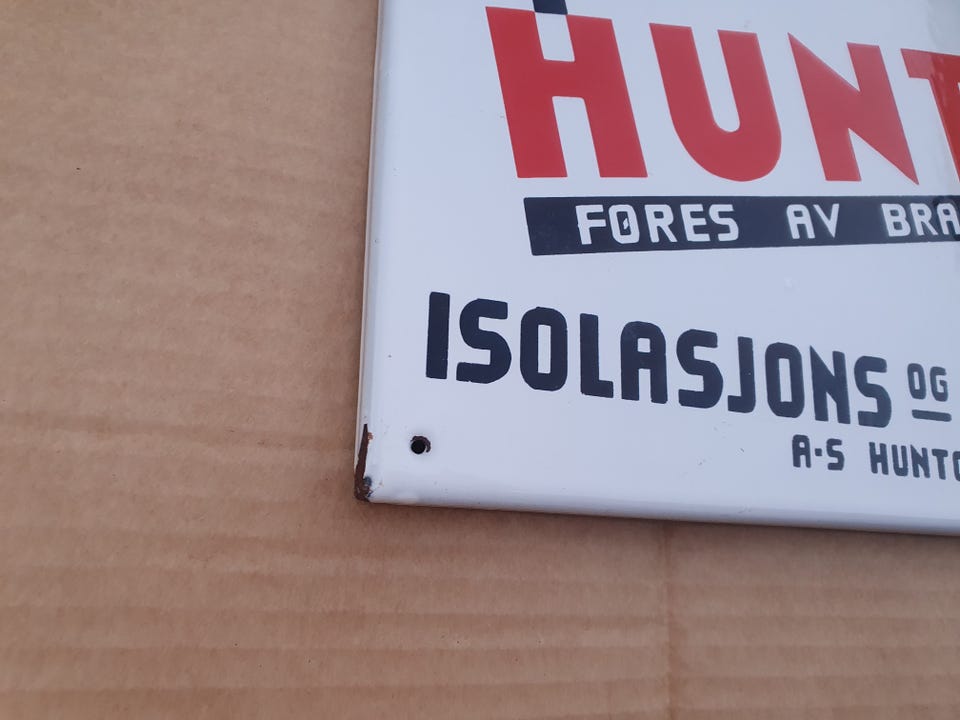 HUNT
FØRES AV BRA
ISOLASJONS OG
A·S HUNTO